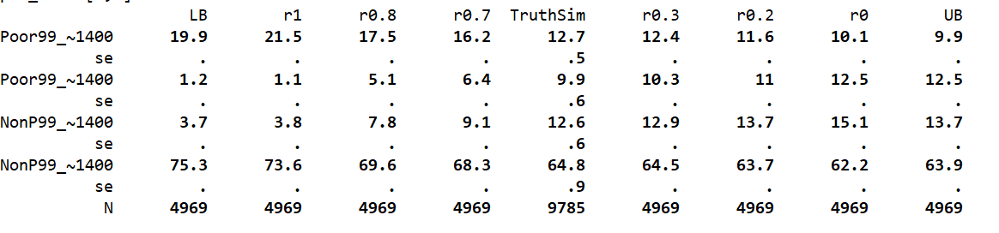 LB r1 r0.8 r0.7 TruthSim r0.3 r0.2 r0 UB
Poor99_~1400 19.9 21.5 17.5 16.2 12.7 12.4 11.6 10.1 9.9
se . . . . .5 . . . .
Poor99_~1400 1.2 1.1 5.1 6.4 9.9 10.3 11 12.5 12.5
se . . . . .6 . . . .
NonP99_~1400 3.7 3.8 7.8 9.1 12.6 12.9 13.7 15.1 13.7
se . . . . .6 . . . .
NonP99_~1400 75.3 73.6 69.6 68.3 64.8 64.5 63.7 62.2 63.9
se . . . . .9 . . . .
N 4969 4969 4969 4969 9785 4969 4969 4969 4969